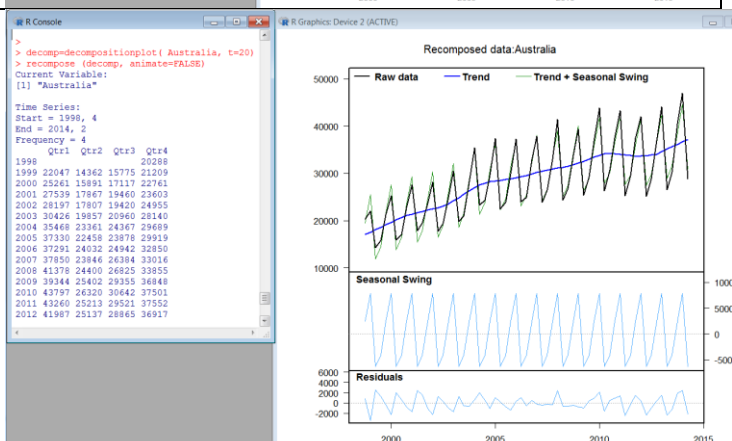 R Console
>
> decomp=decompositionplot( Australia, t=20)
> recompose (decomp, animate=FALSE)
Current Variable:
[1] "Australia"
Time Series:
Start = 1998, 4
End = 2014, 2
Frequency = 4
Qtr1 Qtr2 Qtr3 Qtr4
1998 20288
1999 22047 14362 15775 21209
2000 25261 15891 17117 22761
2001 27539 17867 19460 23603
2002 28197 17807 19420 24955
2003 30426 19857 20960 28140
2004 35468 23361 24367 29689
2005 37330 22458 23878 29919
2006 37291 24032 24942 32850
2007 37850 23846 26384 33016
2008 41378 24400 26825 33855
2009 39344 25402 29355 36848
2010 43797 26320 30642 37501
2011 43260 25213 29521 37552
2012 41987 25137 28865 36917
R Graphics: Device 2 (ACTIVE)
Recomposed data:Australia
Raw data Trend Trend + Seasonal Swing
50000
40000
30000
20000
10000
Seasonal Swing
0
Residuals
6000
4000
2000
0
-2000
2000 2005 2010 2015